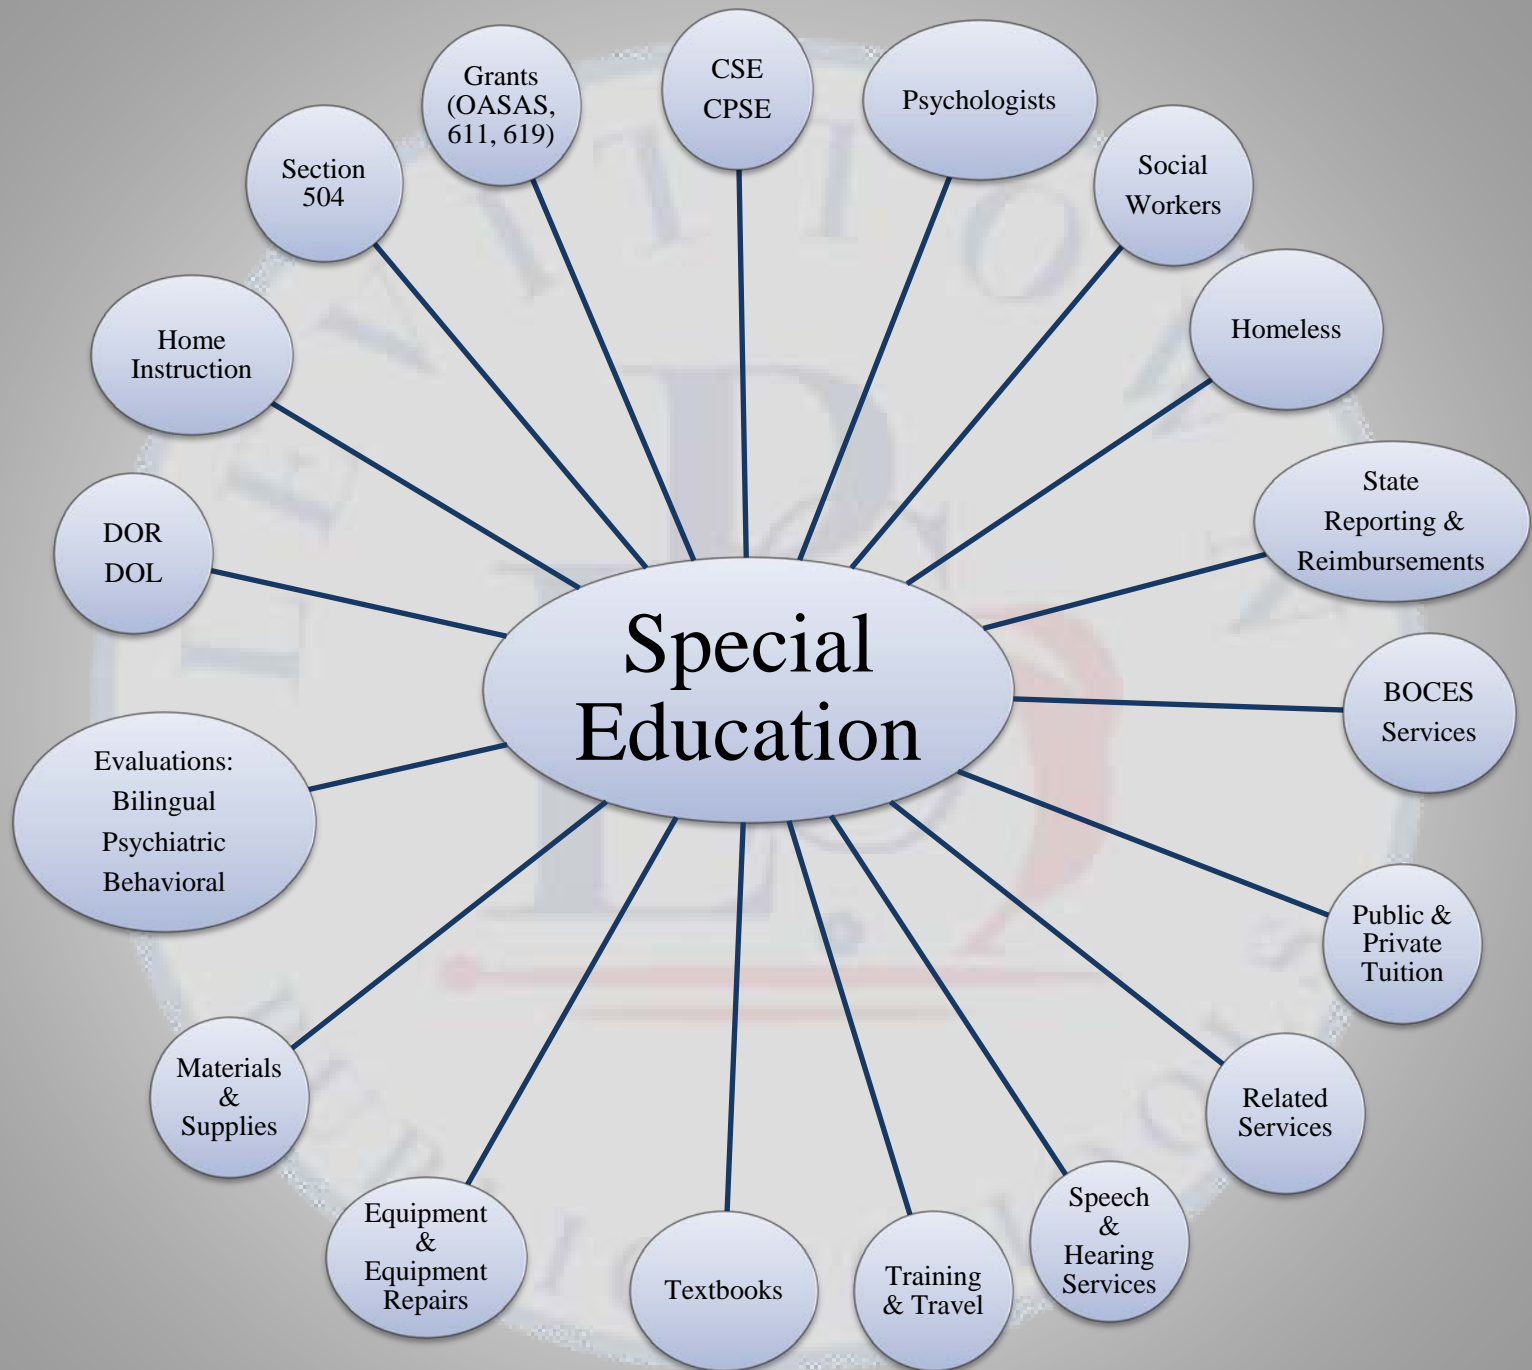 Special
Education
CSE
CPSE
Psychologists
Social
Workers
Homeless
State
Reporting &
Reimbursements
BOCES
Services
Public &
Private
Tuition
Related
Services
Speech
&
Hearing
Services
Training
& Travel
Textbooks
Equipment
&
Equipment
Repairs
Materials
&
Supplies
Evaluations:
Bilingual
Psychiatric
Behavioral
DOR
DOL
Home
Instruction
Section
504
Grants
(OASAS,
611, 619)